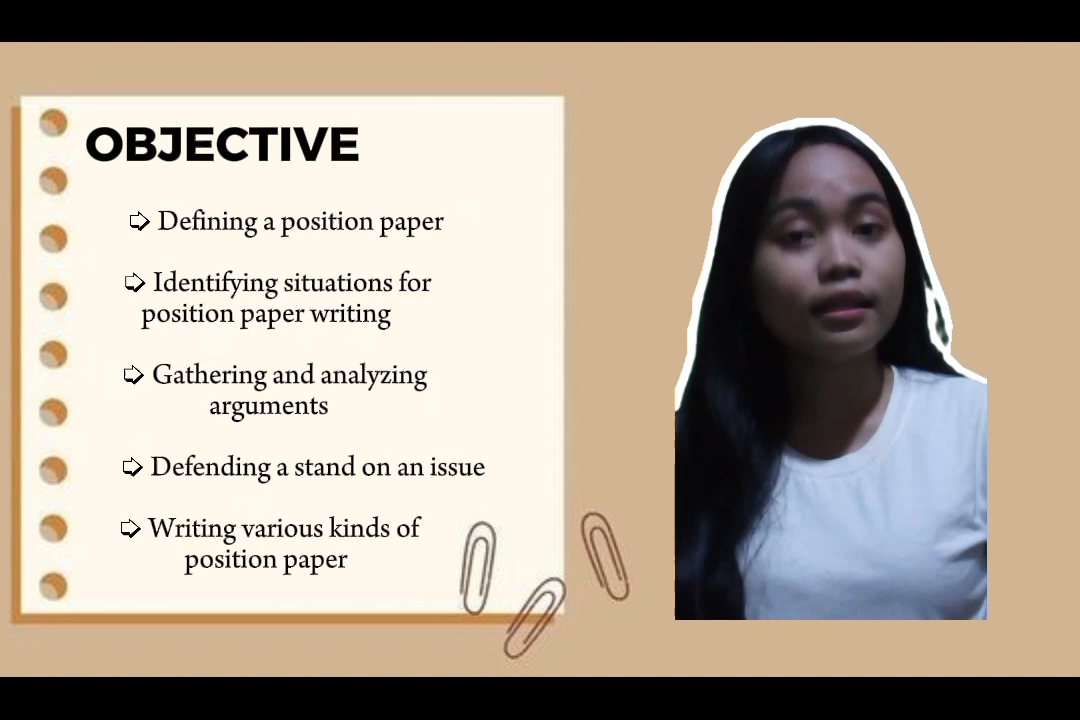 OBJECTIVE
➩ Defining a position paper
➩ Identifying situations for
position paper writing
➩ Gathering and analyzing
arguments
➩ Defending a stand on an issue
➩ Writing various kinds of
position paper